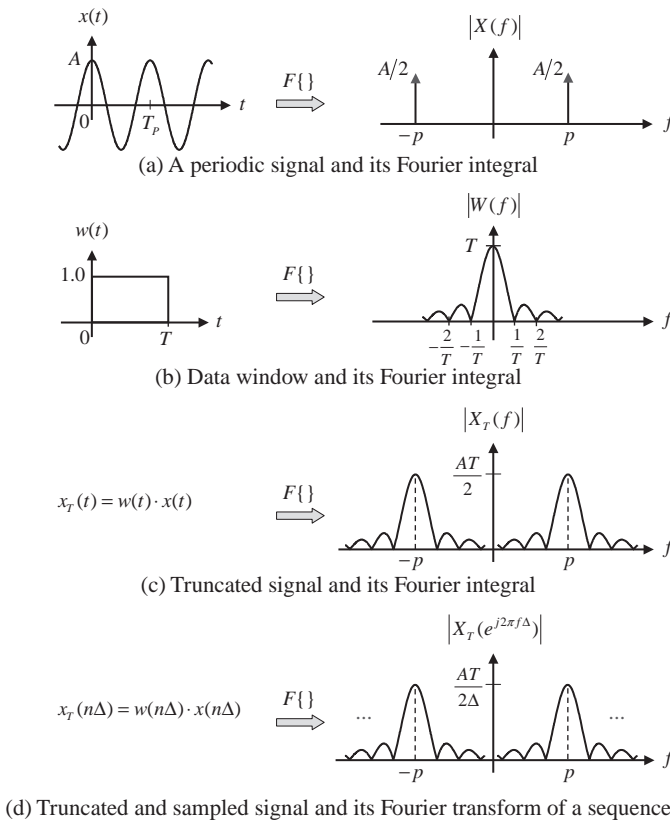 x(t)
A
0
T_P
t
F{}
|X(f)|
A/2
A/2
−p
p
f
(a) A periodic signal and its Fourier integral
w(t)
1.0
0
T
t
F{}
|W(f)|
T
−2/T
−1/T
1/T
2/T
f
(b) Data window and its Fourier integral
x_T(t) = w(t)·x(t)
F{}
|X_T(f)|
AT/2
−p
p
f
(c) Truncated signal and its Fourier integral
x_T(nΔ) = w(nΔ)·x(nΔ)
F{}
|X_T(e^{j2πfΔ})|
AT/2Δ
...
...
−p
p
f
(d) Truncated and sampled signal and its Fourier transform of a sequence